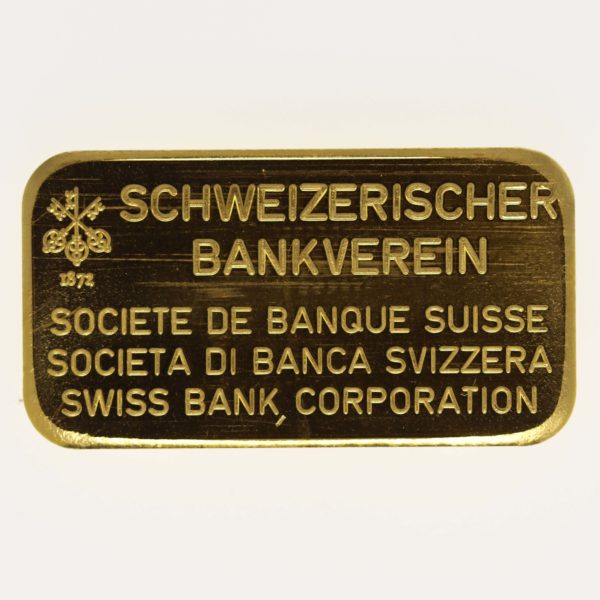 SCHWEIZERISCHER
BANKVEREIN
1872
SOCIETE DE BANQUE SUISSE
SOCIETA DI BANCA SVIZZERA
SWISS BANK CORPORATION